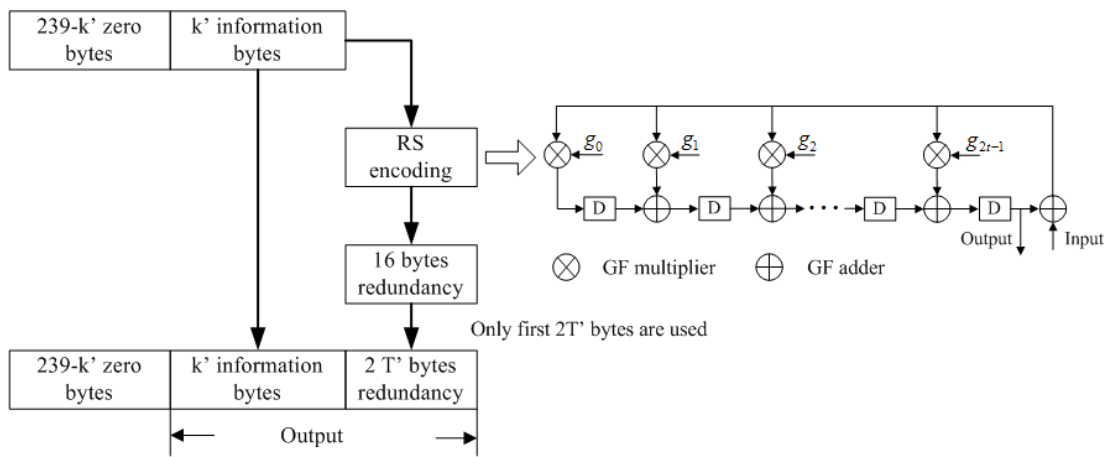 239-k’ zero
bytes
k’ information
bytes
RS
encoding
g₀
g₁
g₂
g₂ₜ₋₁
D
D
D
D
Output
Input
GF multiplier
GF adder
16 bytes
redundancy
Only first 2T’ bytes are used
239-k’ zero
bytes
k’ information
bytes
2 T’ bytes
redundancy
Output